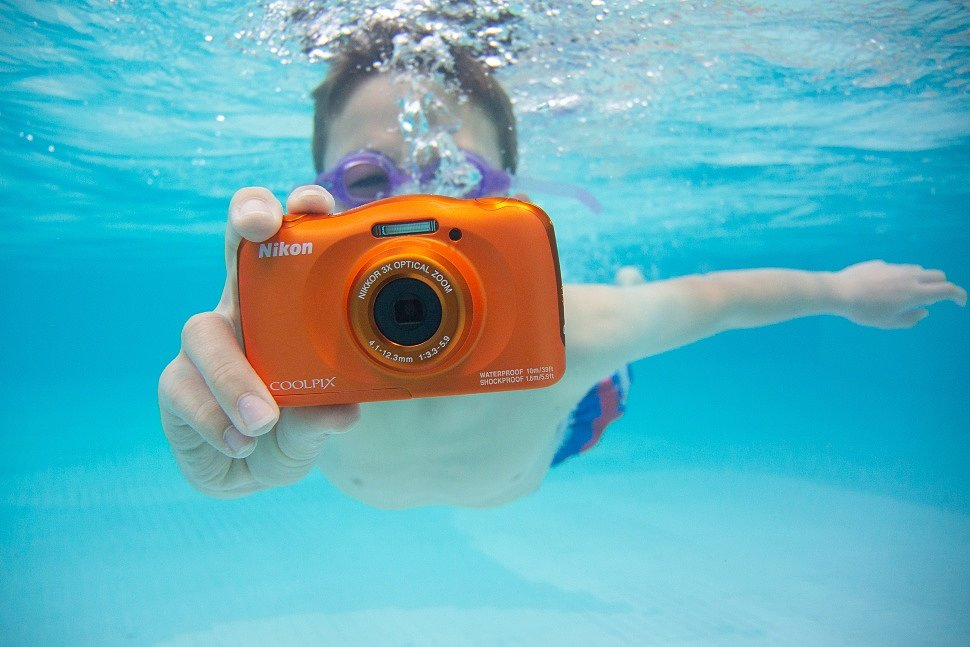 Nikon
NIKKOR 3X OPTICAL ZOOM
4.1-12.3mm 1:3.3-5.9
COOLPIX
WATERPROOF 10m/33ft
SHOCKPROOF 1.8m/5.9ft